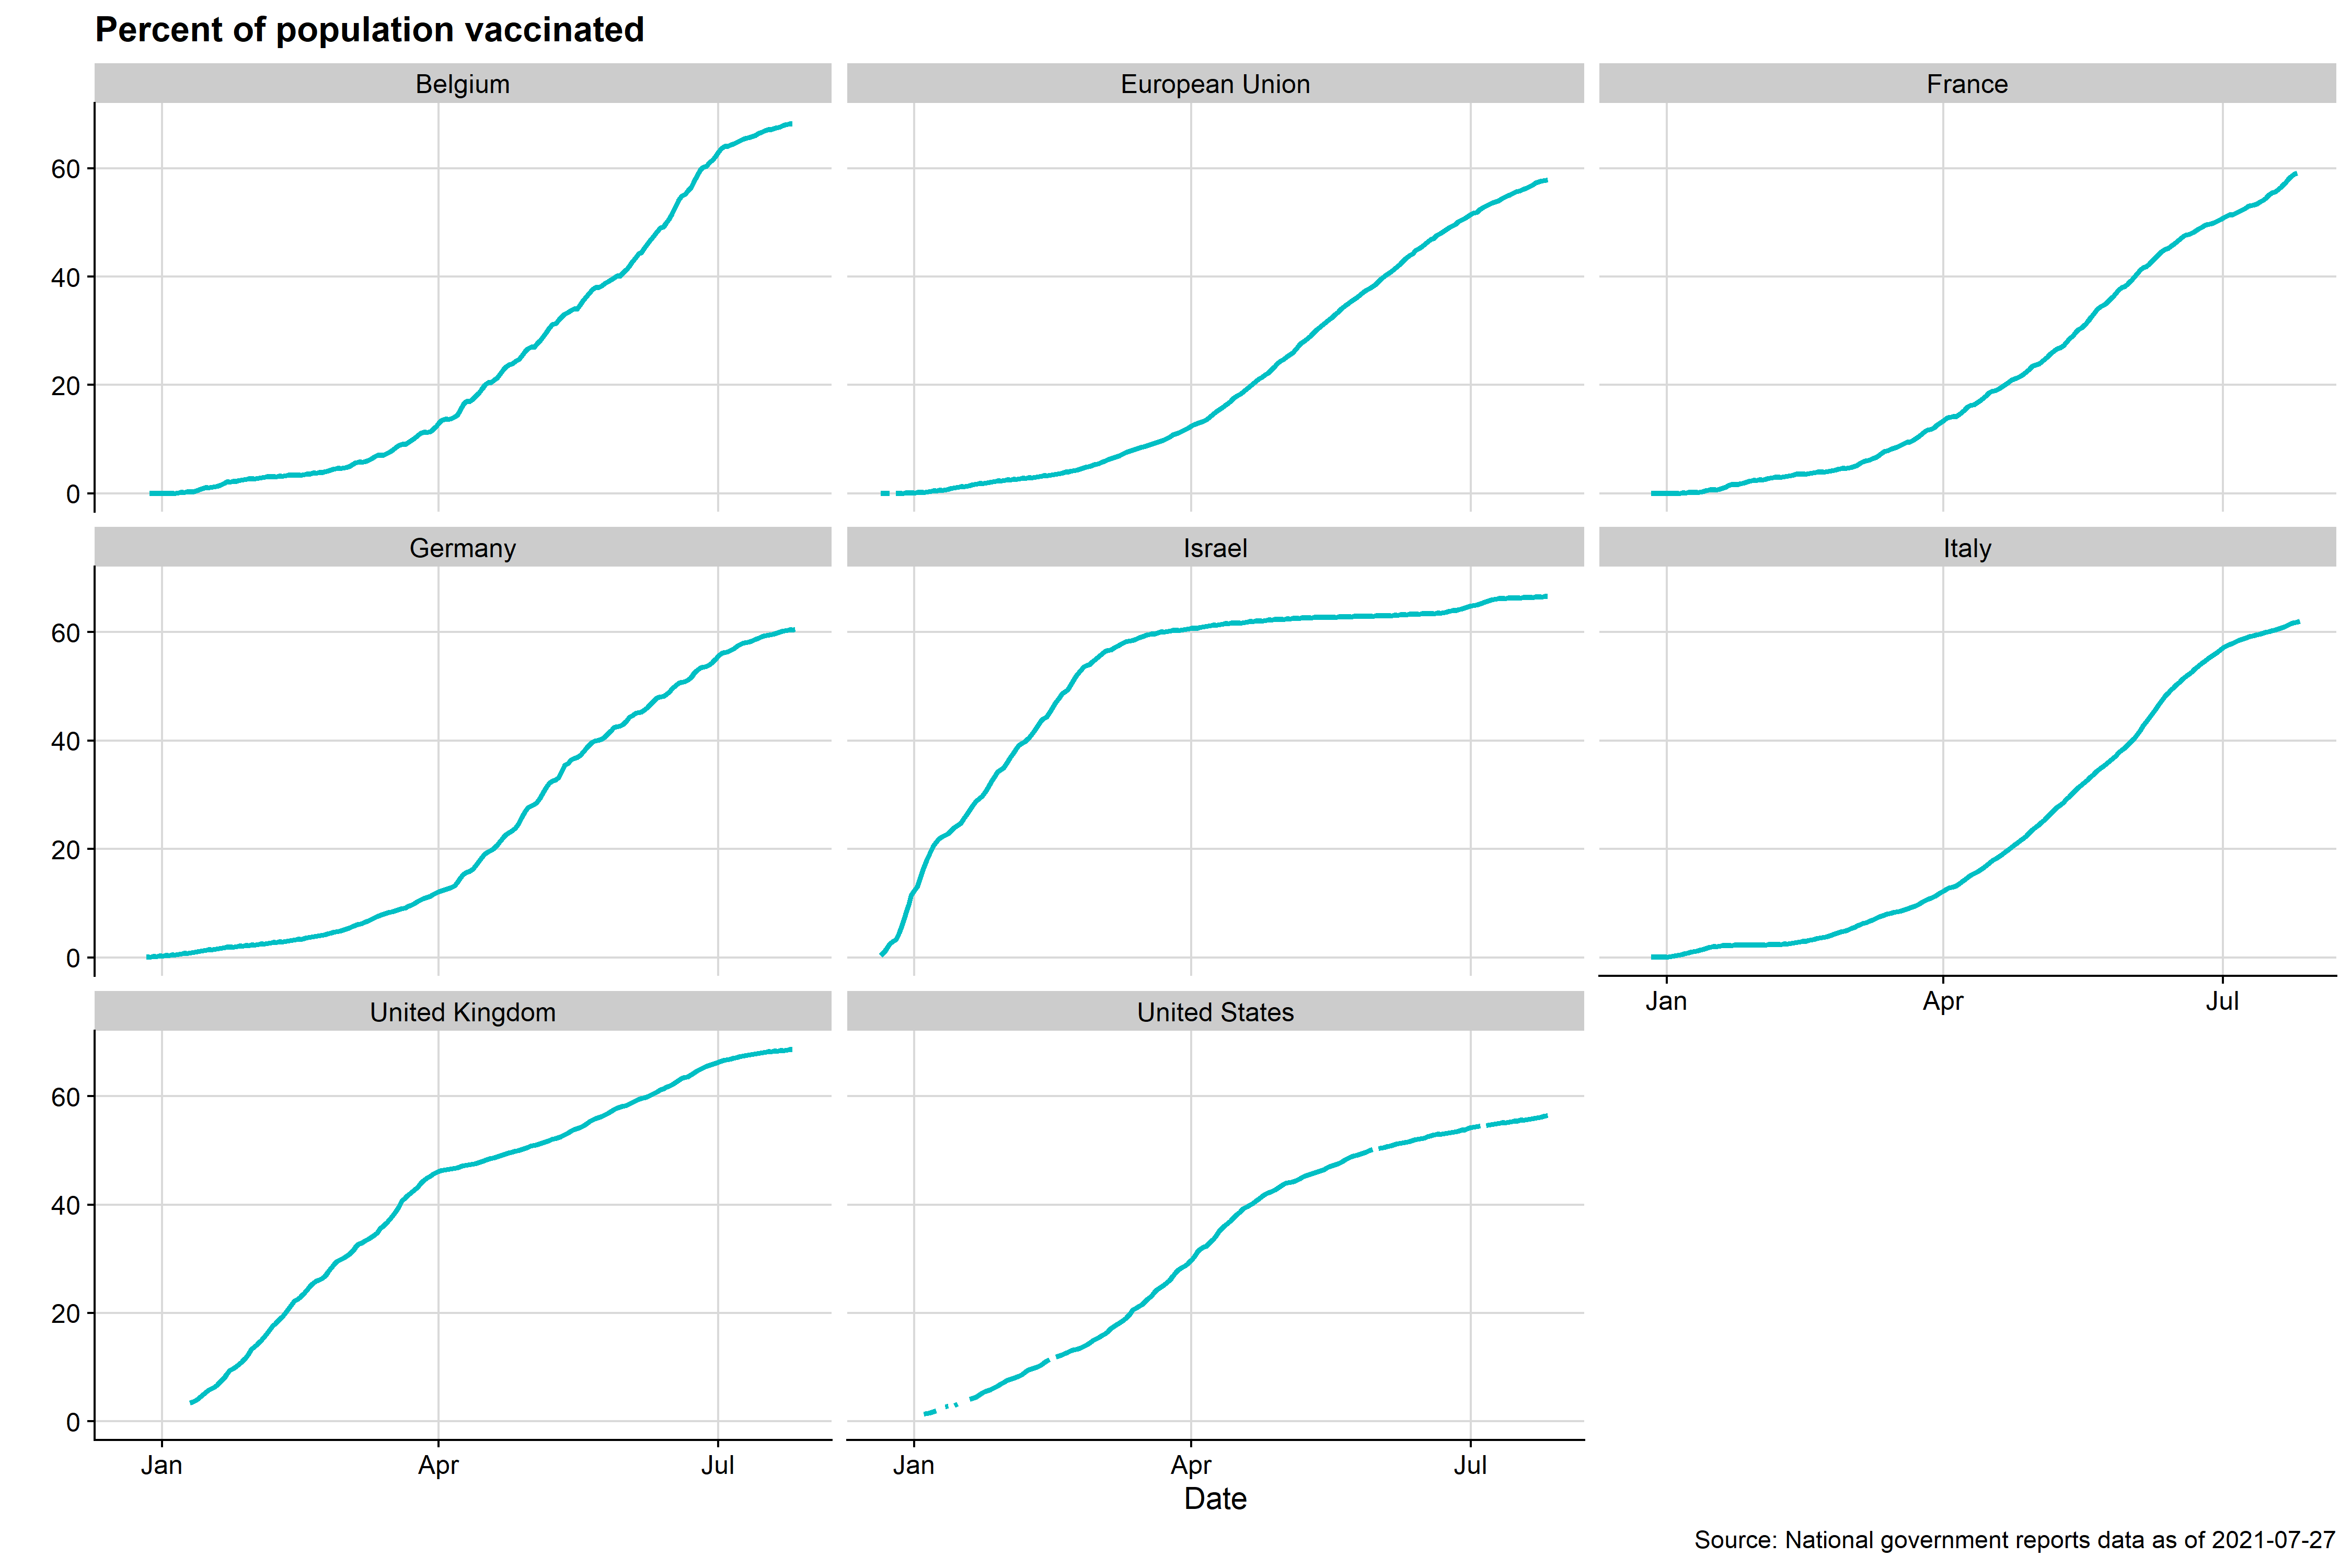 Percent of population vaccinated
Belgium
European Union
France
60
40
20
0
Germany
Israel
Italy
60
40
20
0
Jan
Apr
Jul
United Kingdom
United States
60
40
20
0
Jan
Apr
Jul
Jan
Apr
Jul
Date
Source: National government reports data as of 2021-07-27